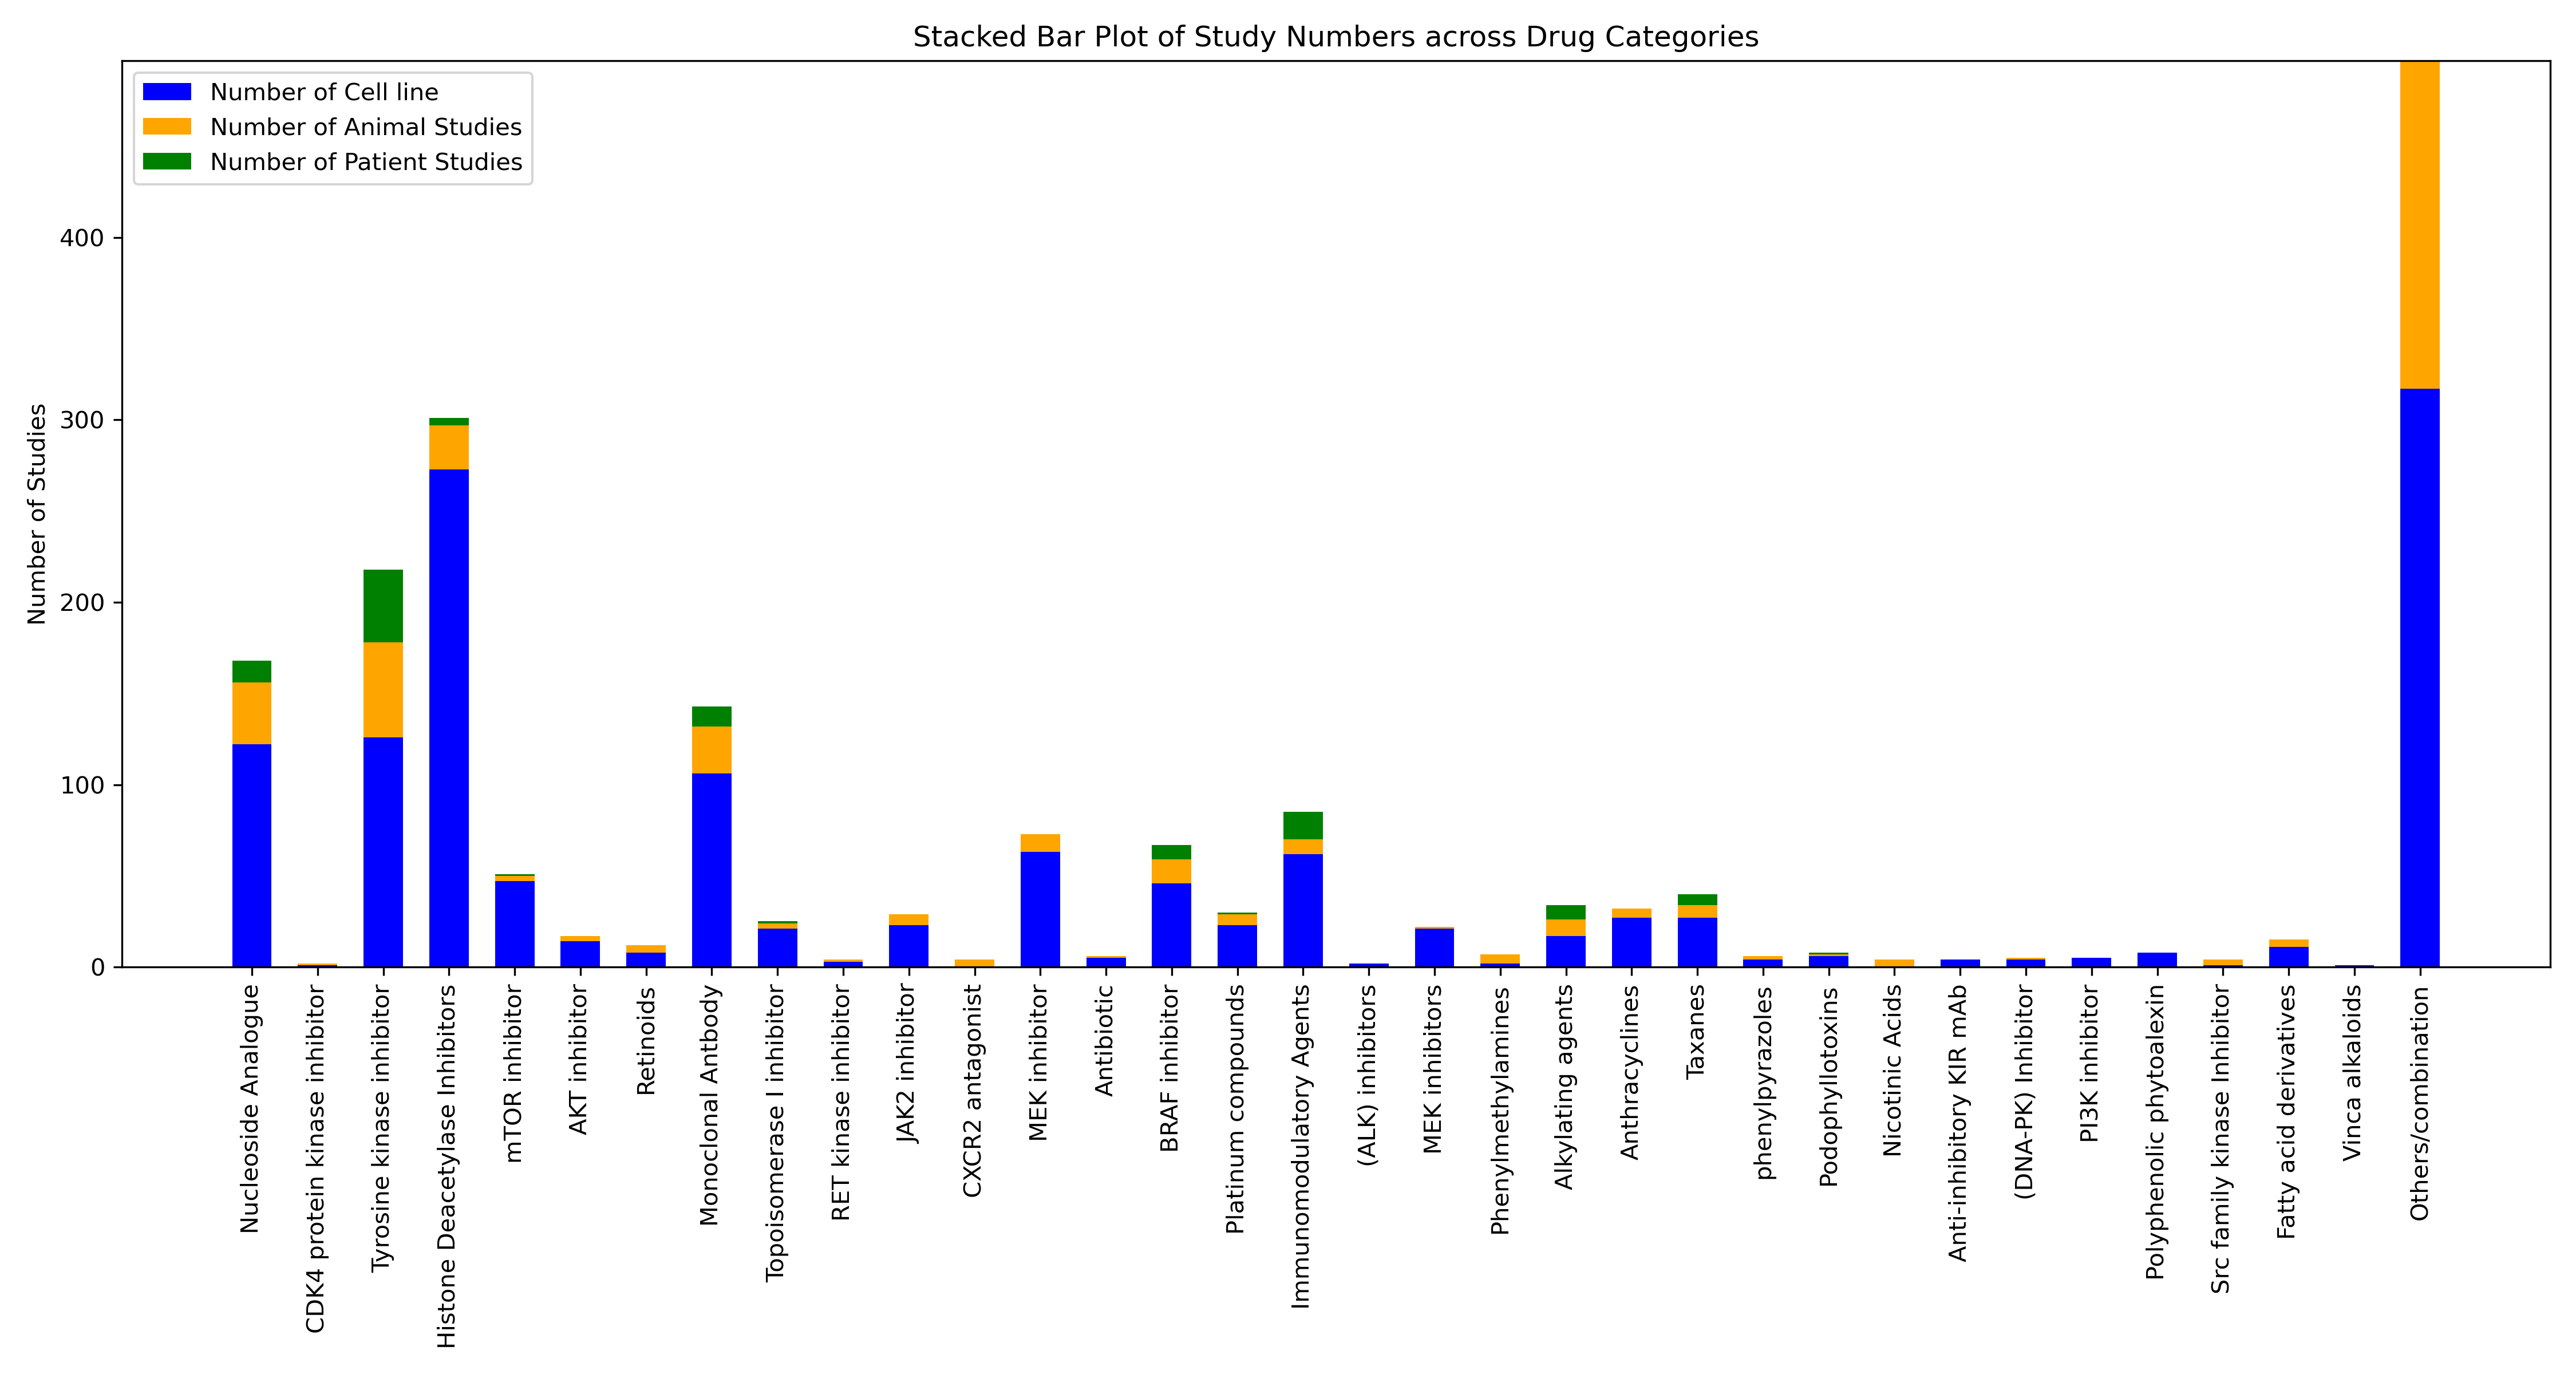 Stacked Bar Plot of Study Numbers across Drug Categories
Number of Cell line
Number of Animal Studies
Number of Patient Studies
Number of Studies
400
300
200
100
0
Nucleoside Analogue
CDK4 protein kinase inhibitor
Tyrosine kinase inhibitor
Histone Deacetylase Inhibitors
mTOR inhibitor
AKT inhibitor
Retinoids
Monoclonal Antbody
Topoisomerase I inhibitor
RET kinase inhibitor
JAK2 inhibitor
CXCR2 antagonist
MEK inhibitor
Antibiotic
BRAF inhibitor
Platinum compounds
Immunomodulatory Agents
(ALK) inhibitors
MEK inhibitors
Phenylmethylamines
Alkylating agents
Anthracyclines
Taxanes
phenylpyrazoles
Podophyllotoxins
Nicotinic Acids
Anti-inhibitory KIR mAb
(DNA-PK) Inhibitor
PI3K inhibitor
Polyphenolic phytoalexin
Src family kinase Inhibitor
Fatty acid derivatives
Vinca alkaloids
Others/combination